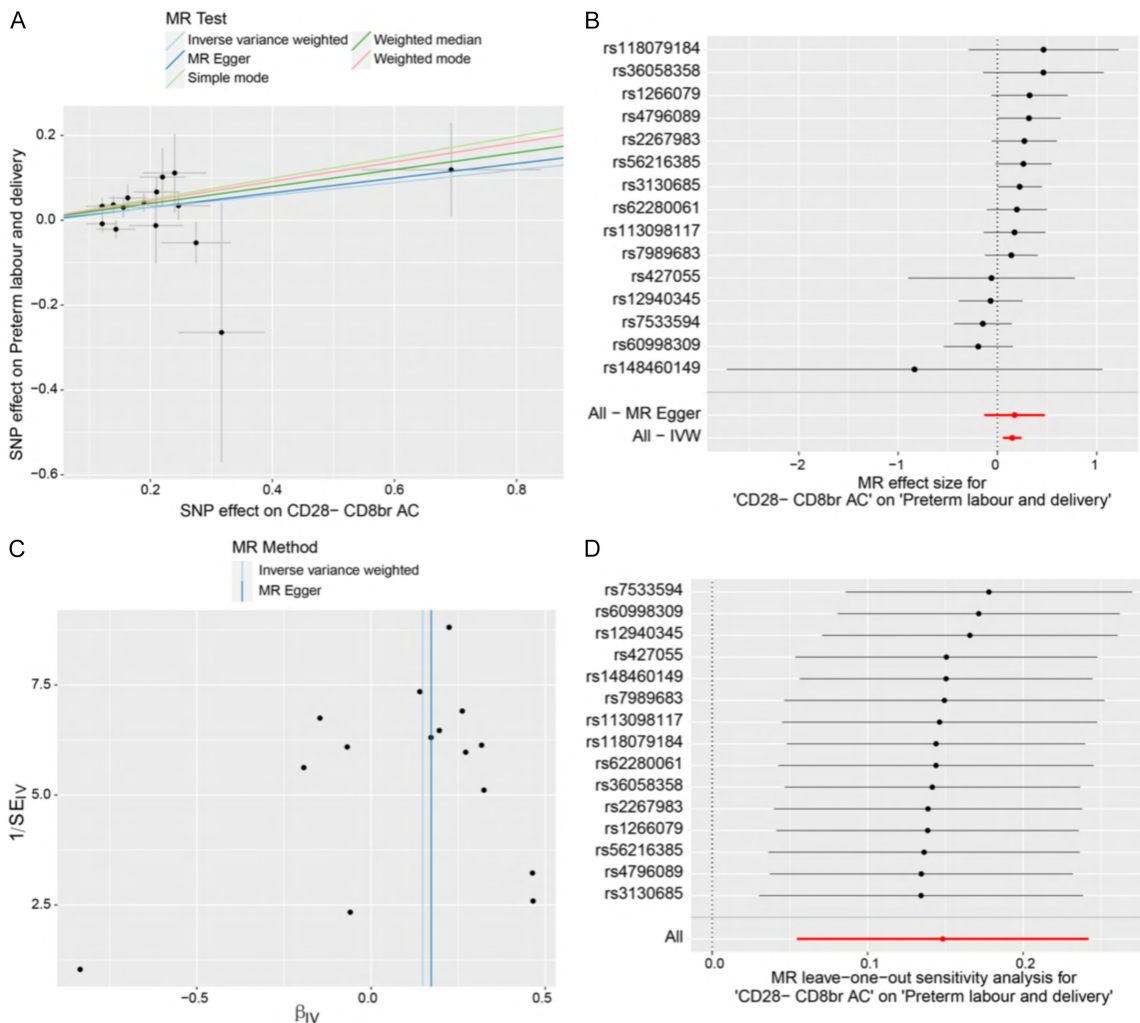 A
MR Test
Inverse variance weighted
Weighted median
MR Egger
Weighted mode
Simple mode
SNP effect on Preterm labour and delivery
0.2
0.0
−0.2
−0.4
−0.6
0.2
0.4
0.6
0.8
SNP effect on CD28− CD8br AC
B
rs118079184
rs36058358
rs1266079
rs4796089
rs2267983
rs56216385
rs3130685
rs62280061
rs113098117
rs7989683
rs427055
rs12940345
rs7533594
rs60998309
rs148460149
All − MR Egger
All − IVW
−2
−1
0
1
MR effect size for
'CD28− CD8br AC' on 'Preterm labour and delivery'
C
MR Method
Inverse variance weighted
MR Egger
1/SEIV
7.5
5.0
2.5
−0.5
0.0
0.5
βIV
D
rs7533594
rs60998309
rs12940345
rs427055
rs148460149
rs7989683
rs113098117
rs118079184
rs62280061
rs36058358
rs2267983
rs1266079
rs56216385
rs4796089
rs3130685
All
0.0
0.1
0.2
MR leave−one−out sensitivity analysis for
'CD28− CD8br AC' on 'Preterm labour and delivery'